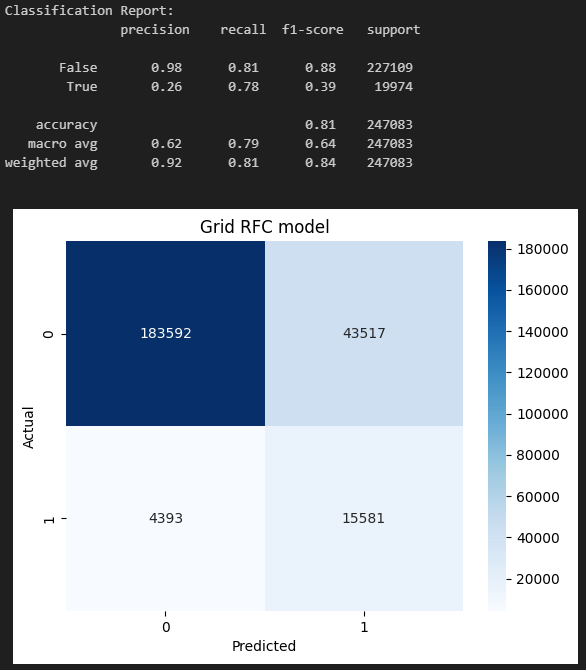 Classification Report:
precision recall f1-score support
False 0.98 0.81 0.88 227109
True 0.26 0.78 0.39 19974
accuracy 0.81 247083
macro avg 0.62 0.79 0.64 247083
weighted avg 0.92 0.81 0.84 247083
Grid RFC model
180000
160000
140000
120000
100000
80000
60000
40000
20000
Actual
0
183592 43517
1
4393 15581
0 1
Predicted